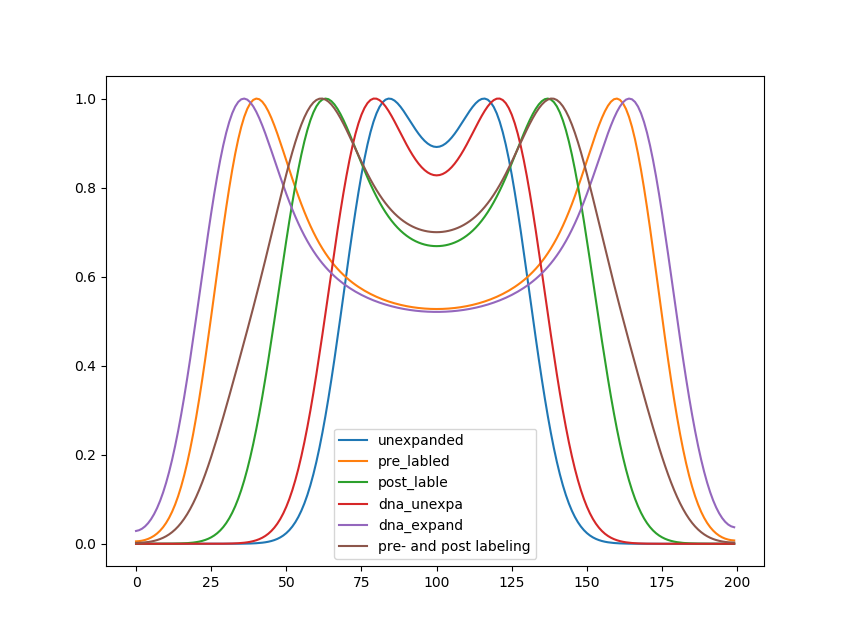 1.0
0.8
0.6
0.4
0.2
0.0
unexpanded
pre_labled
post_lable
dna_unexpa
dna_expand
pre- and post labeling
0 25 50 75 100 125 150 175 200